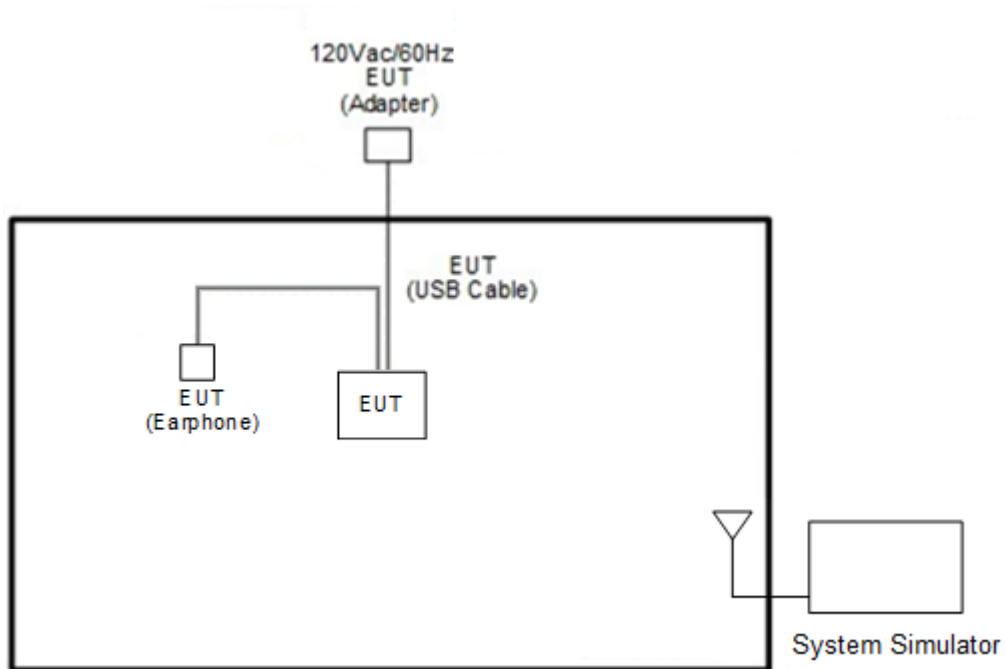 120Vac/60Hz
EUT
(Adapter)
EUT
(USB Cable)
EUT
(Earphone)
EUT
System Simulator